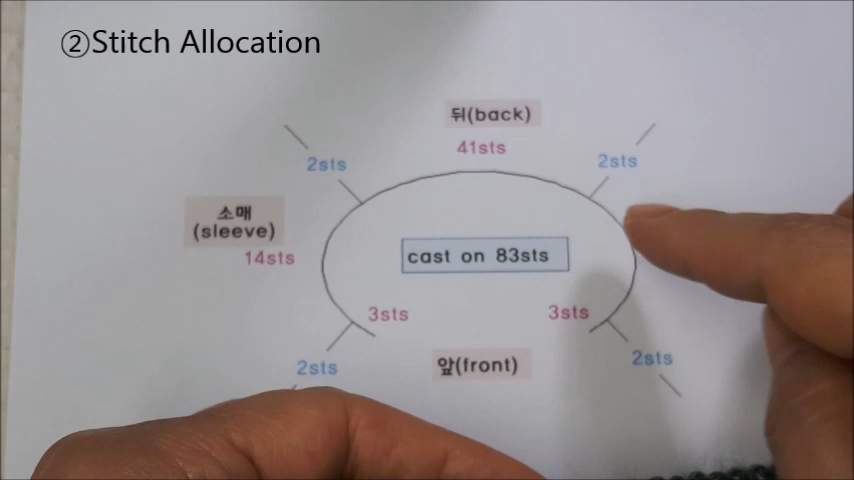 ②Stitch Allocation
뒤(back)
41sts
2sts
2sts
소매
(sleeve)
14sts
cast on 83sts
3sts
3sts
앞(front)
2sts
2sts